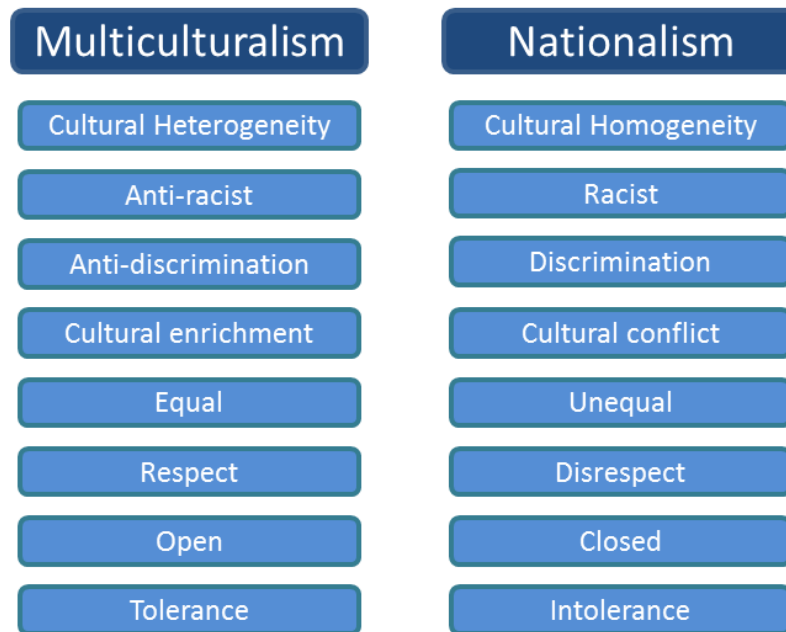 Multiculturalism
Nationalism
Cultural Heterogeneity
Cultural Homogeneity
Anti-racist
Racist
Anti-discrimination
Discrimination
Cultural enrichment
Cultural conflict
Equal
Unequal
Respect
Disrespect
Open
Closed
Tolerance
Intolerance